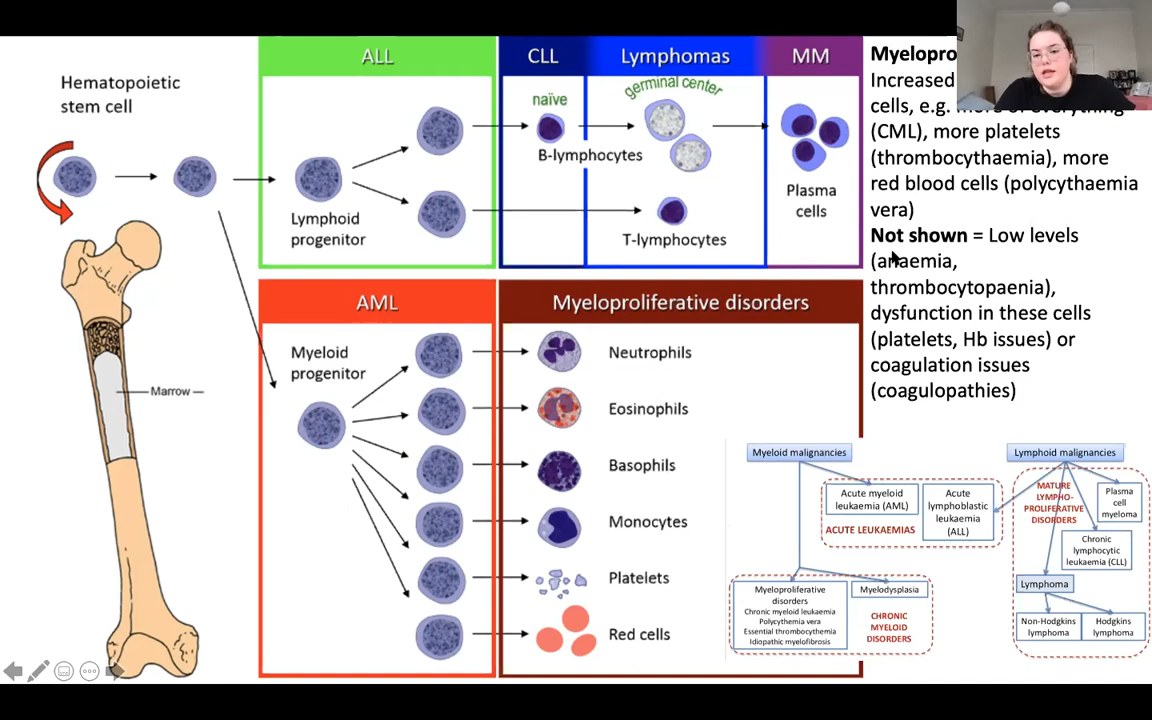 Hematopoietic
stem cell
Marrow
ALL
Lymphoid
progenitor
CLL
Lymphomas
MM
naïve
germinal center
B-lymphocytes
T-lymphocytes
Plasma
cells
AML
Myeloid
progenitor
Myeloproliferative disorders
Neutrophils
Eosinophils
Basophils
Monocytes
Platelets
Red cells
Myelopro
Increased
cells, e.g. more of everything
(CML), more platelets
(thrombocythaemia), more
red blood cells (polycythaemia
vera)
Not shown = Low levels
(anaemia,
thrombocytopaenia),
dysfunction in these cells
(platelets, Hb issues) or
coagulation issues
(coagulopathies)
Myeloid malignancies
Lymphoid malignancies
Acute myeloid
leukaemia (AML)
Acute
lymphoblastic
leukaemia
(ALL)
ACUTE LEUKAEMIAS
MATURE
LYMPHO-
PROLIFERATIVE
DISORDERS
Plasma
cell
myeloma
Chronic
lymphocytic
leukaemia (CLL)
Lymphoma
Non-Hodgkins
lymphoma
Hodgkins
lymphoma
Myeloproliferative
disorders
Chronic myeloid leukaemia
Polycythemia vera
Essential thrombocythemia
Idiopathic myelofibrosis
Myelodysplasia
CHRONIC
MYELOID
DISORDERS